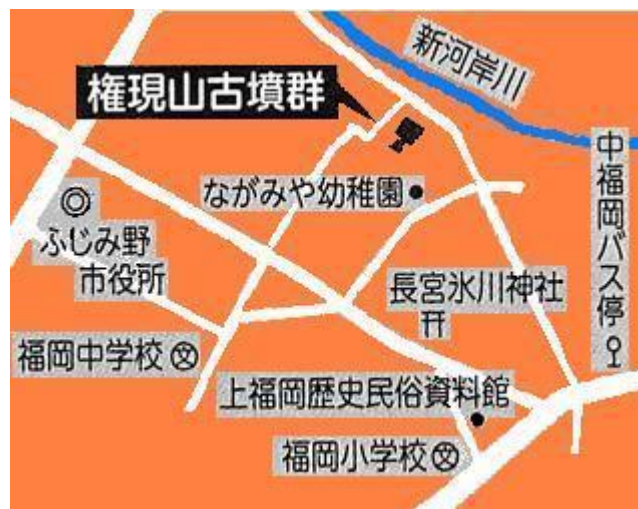 新河岸川
権現山古墳群
中福岡バス停
ながみや幼稚園
ふじみ野
市役所
長宮氷川神社
福岡中学校文
上福岡歴史民俗資料館
福岡小学校文